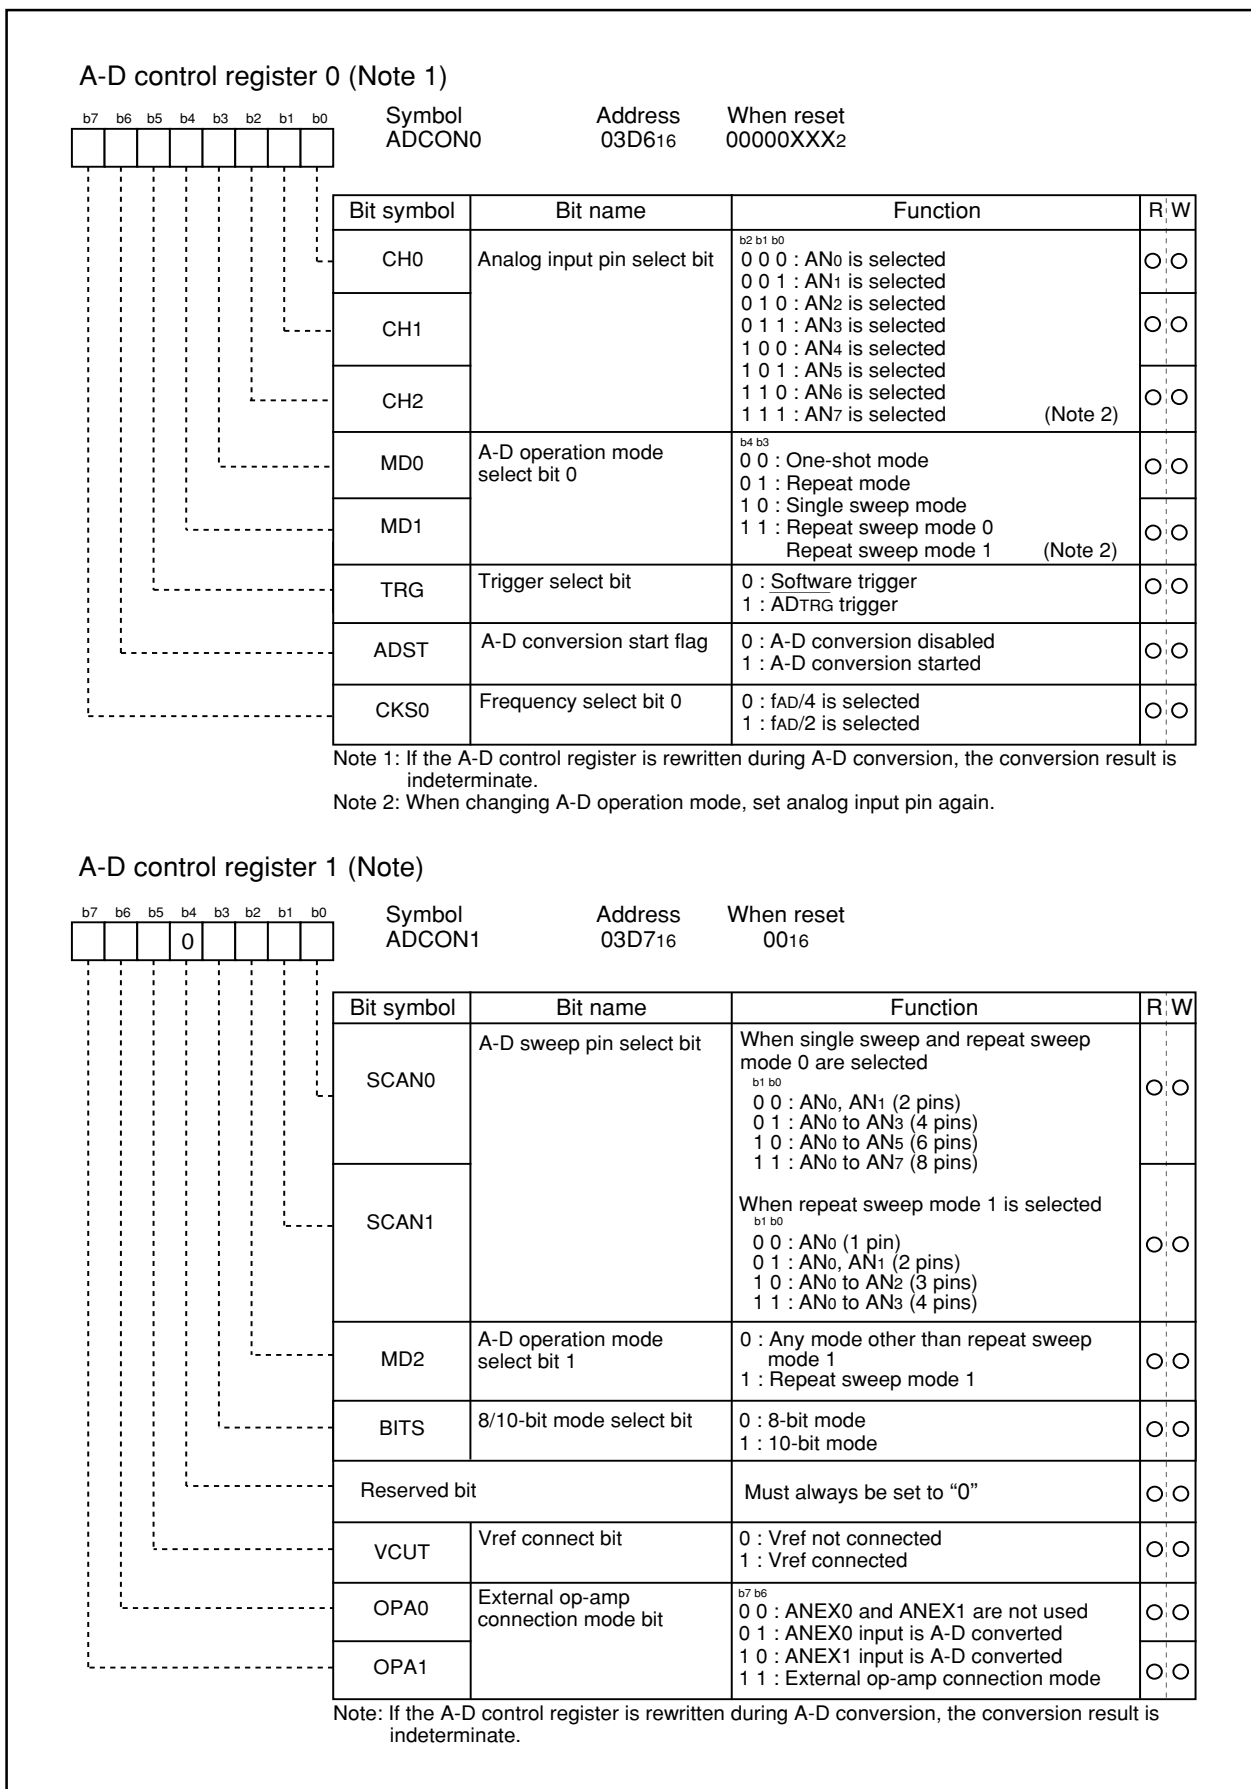 A-D control register 0 (Note 1)
b7 b6 b5 b4 b3 b2 b1 b0
Symbol Address When reset
ADCON0 03D616 00000XXX2
Bit symbol Bit name Function R W
CH0 Analog input pin select bit
b2 b1 b0
0 0 0 : AN0 is selected
0 0 1 : AN1 is selected
0 1 0 : AN2 is selected
CH1
0 1 1 : AN3 is selected
1 0 0 : AN4 is selected
1 0 1 : AN5 is selected
CH2
1 1 0 : AN6 is selected
1 1 1 : AN7 is selected (Note 2)
MD0 A-D operation mode
select bit 0
b4 b3
0 0 : One-shot mode
0 1 : Repeat mode
1 0 : Single sweep mode
MD1
1 1 : Repeat sweep mode 0
Repeat sweep mode 1 (Note 2)
TRG Trigger select bit
0 : Software trigger
1 : ADTRG trigger
ADST A-D conversion start flag
0 : A-D conversion disabled
1 : A-D conversion started
CKS0 Frequency select bit 0
0 : fAD/4 is selected
1 : fAD/2 is selected
Note 1: If the A-D control register is rewritten during A-D conversion, the conversion result is
indeterminate.
Note 2: When changing A-D operation mode, set analog input pin again.
A-D control register 1 (Note)
b7 b6 b5 b4 b3 b2 b1 b0
0
Symbol Address When reset
ADCON1 03D716 0016
Bit symbol Bit name Function R W
SCAN0 A-D sweep pin select bit
When single sweep and repeat sweep
mode 0 are selected
b1 b0
0 0 : AN0, AN1 (2 pins)
0 1 : AN0 to AN3 (4 pins)
1 0 : AN0 to AN5 (6 pins)
1 1 : AN0 to AN7 (8 pins)
SCAN1
When repeat sweep mode 1 is selected
b1 b0
0 0 : AN0 (1 pin)
0 1 : AN0, AN1 (2 pins)
1 0 : AN0 to AN2 (3 pins)
1 1 : AN0 to AN3 (4 pins)
MD2 A-D operation mode
select bit 1
0 : Any mode other than repeat sweep
mode 1
1 : Repeat sweep mode 1
BITS 8/10-bit mode select bit
0 : 8-bit mode
1 : 10-bit mode
Reserved bit Must always be set to “0”
VCUT Vref connect bit
0 : Vref not connected
1 : Vref connected
OPA0 External op-amp
connection mode bit
b7 b6
0 0 : ANEX0 and ANEX1 are not used
0 1 : ANEX0 input is A-D converted
OPA1
1 0 : ANEX1 input is A-D converted
1 1 : External op-amp connection mode
Note: If the A-D control register is rewritten during A-D conversion, the conversion result is
indeterminate.